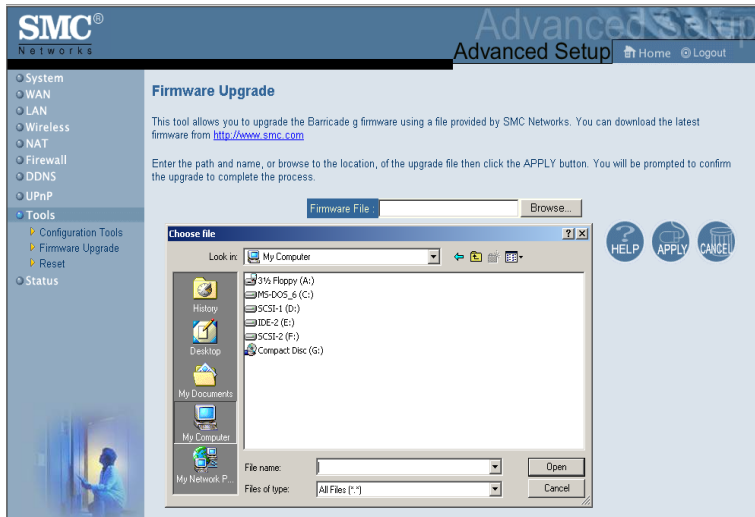 SMC®
Networks
Advanced Setup
Advanced Setup
Home
Logout
System
WAN
LAN
Wireless
NAT
Firewall
DDNS
UPnP
Tools
Configuration Tools
Firmware Upgrade
Reset
Status
Firmware Upgrade
This tool allows you to upgrade the Barricade g firmware using a file provided by SMC Networks. You can download the latest
firmware from http://www.smc.com
Enter the path and name, or browse to the location, of the upgrade file then click the APPLY button. You will be prompted to confirm
the upgrade to complete the process.
Firmware File :
Browse...
HELP
APPLY
CANCEL
Choose file
Look in:
My Computer
History
Desktop
My Documents
My Computer
My Network P...
3½ Floppy (A:)
MS-DOS_6 (C:)
SCSI-1 (D:)
IDE-2 (E:)
SCSI-2 (F:)
Compact Disc (G:)
File name:
Open
Files of type:
All Files (*.*)
Cancel